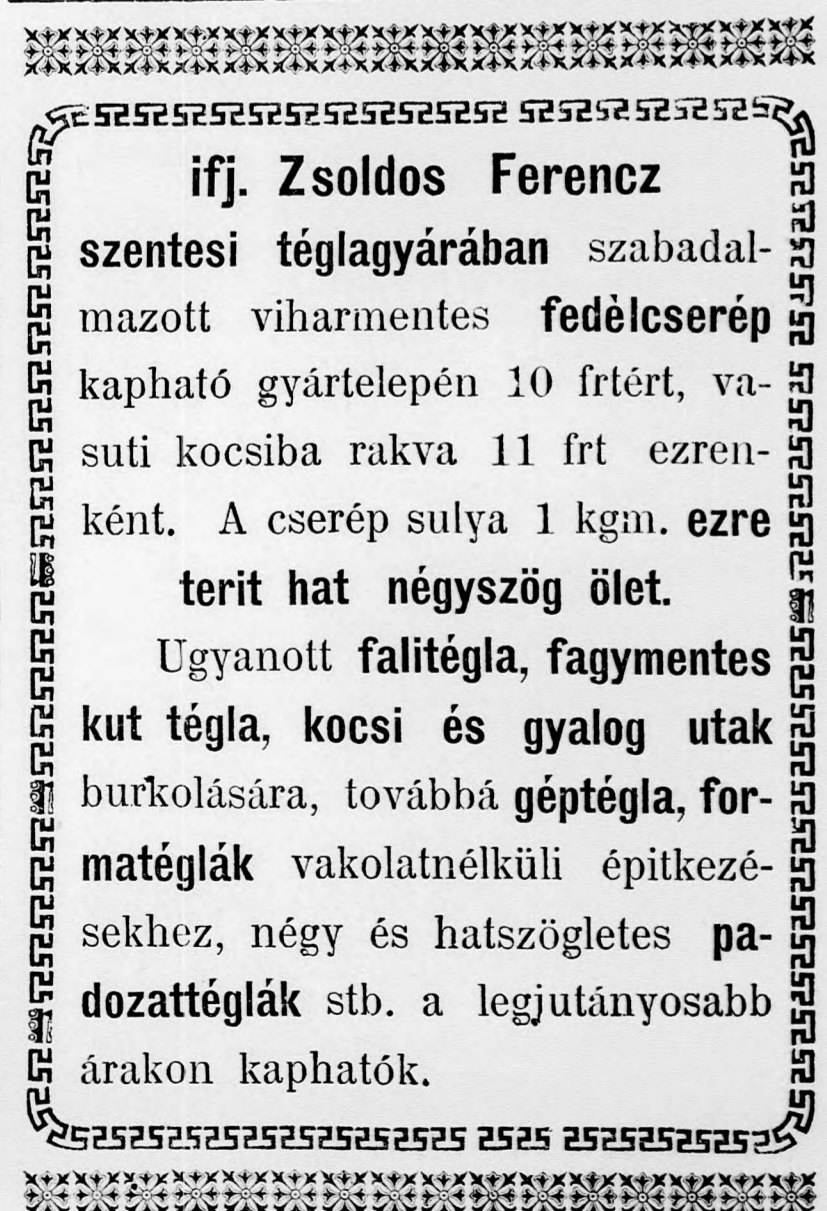 ifj. Zsoldos Ferencz
szentesi téglagyárában szabadal-
mazott viharmentes fedèlcserép
kapható gyártelepén 10 frtért, va-
suti kocsiba rakva 11 frt ezren-
ként. A cserép sulya 1 kgm. ezre
terit hat négyszög ölet.
Ugyanott falitégla, fagymentes
kut tégla, kocsi és gyalog utak
burkolására, továbbá géptégla, for-
matéglák vakolatnélküli épitkezé-
sekhez, négy és hatszögletes pa-
dozattéglák stb. a legjutányosabb
árakon kaphatók.